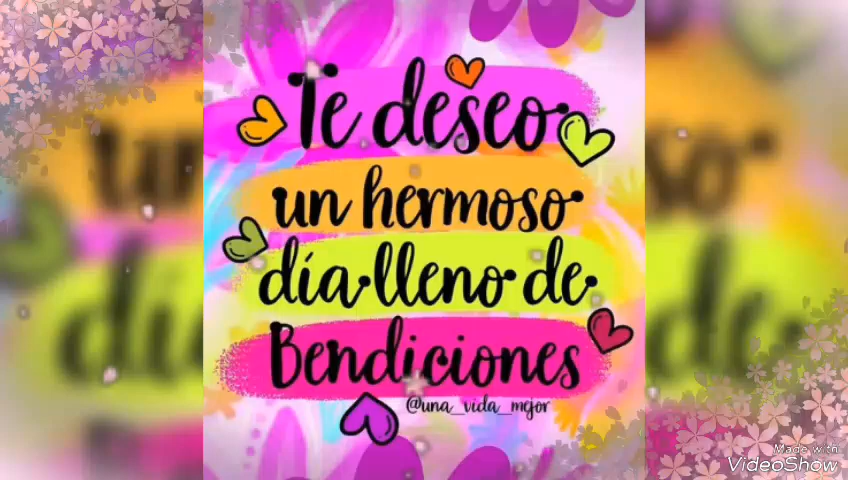 Te deseo
un hermoso
día lleno de
Bendiciones
@una_vida_mejor
Made with
VideoShow